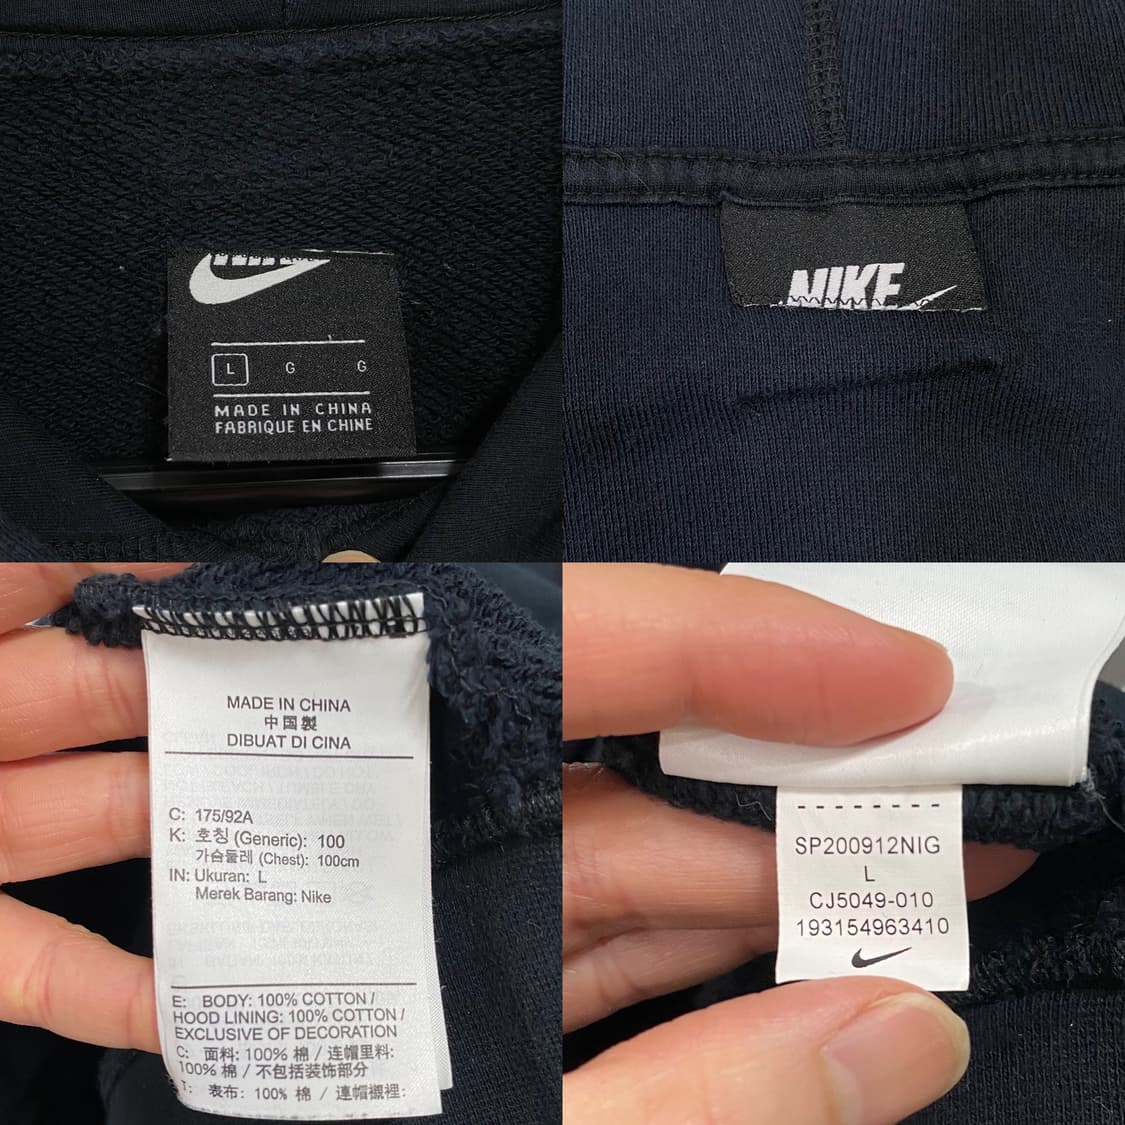 L G G
MADE IN CHINA
FABRIQUE EN CHINE
NIKE
MADE IN CHINA
中国製
DIBUAT DI CINA
C: 175/92A
K: 호칭 (Generic): 100
가슴둘레 (Chest): 100cm
IN: Ukuran: L
Merek Barang: Nike
E: BODY: 100% COTTON /
HOOD LINING: 100% COTTON /
EXCLUSIVE OF DECORATION
C: 面料: 100% 棉 / 连帽里料:
100% 棉 / 不包括装饰部分
T: 表布: 100% 棉 / 連帽襯裡:
SP200912NIG
L
CJ5049-010
193154963410